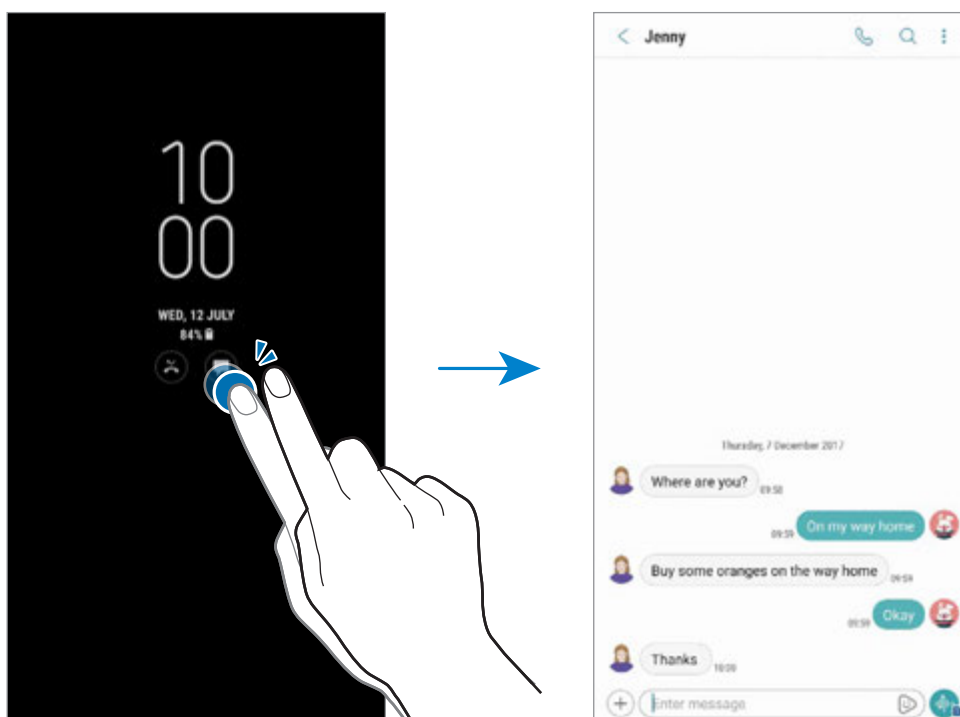 10
00
WED, 12 JULY
84%
Jenny
Thursday, 7 December 2017
Where are you?
09:58
On my way home
09:59
Buy some oranges on the way home
09:59
Okay
09:59
Thanks
10:00
Enter message